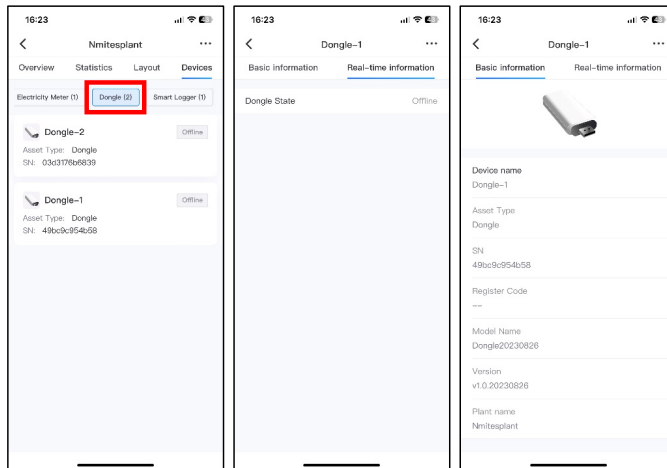 16:23
Nmitesplant
Overview Statistics Layout Devices
Electricity Meter (1) Dongle (2) Smart Logger (1)
Dongle-2 Offline
Asset Type: Dongle
SN: 03d3176b6839
Dongle-1 Offline
Asset Type: Dongle
SN: 49bc9c954b58
16:23
Dongle-1
Basic information Real-time information
Dongle State Offline
16:23
Dongle-1
Basic information Real-time information
Device name
Dongle-1
Asset Type
Dongle
SN
49bc9c954b58
Register Code
--
Model Name
Dongle20230826
Version
v1.0.20230826
Plant name
Nmitesplant